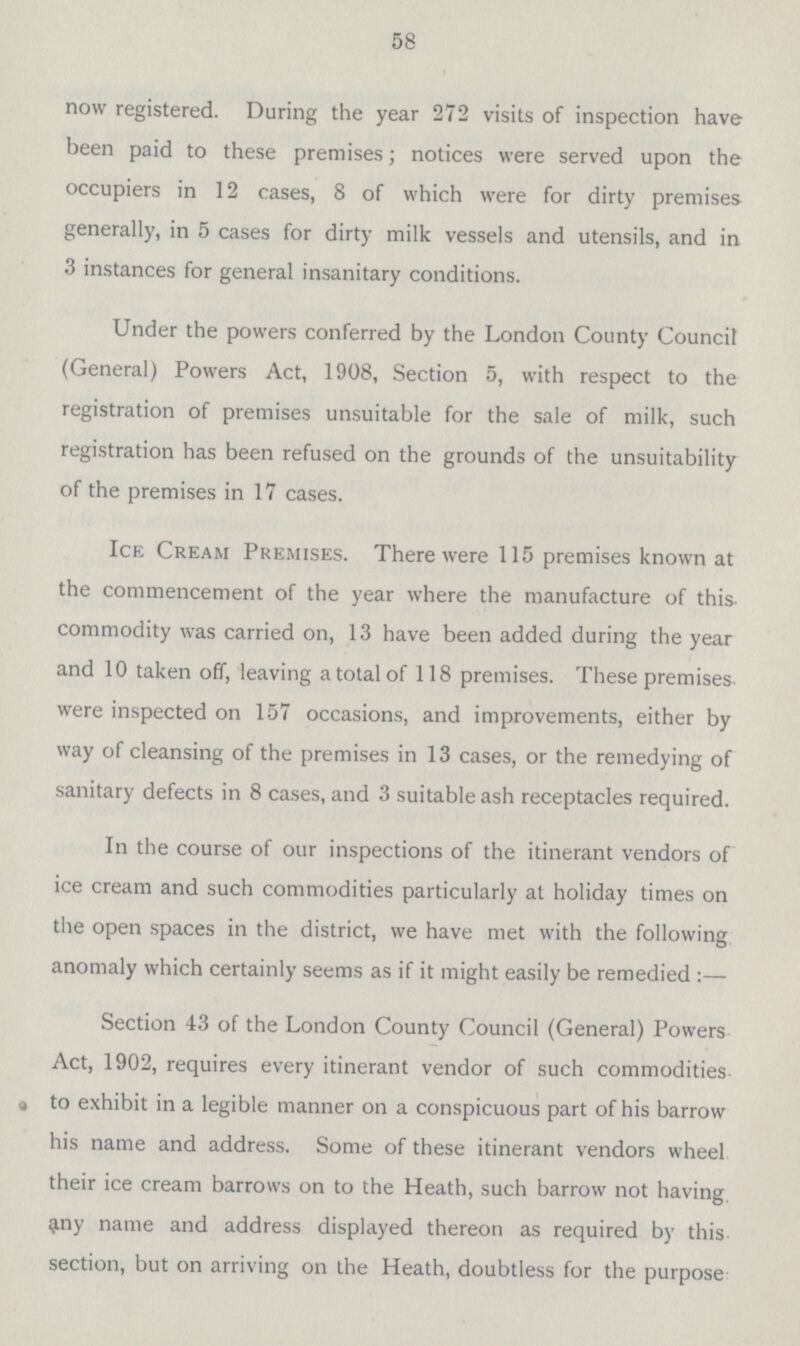 58
now registered. During the year 272 visits of inspection have
been paid to these premises; notices were served upon the
occupiers in 12 cases, 8 of which were for dirty premises
generally, in 5 cases for dirty milk vessels and utensils, and in
3 instances for general insanitary conditions.
Under the powers conferred by the London County Council
(General) Powers Act, 1908, Section 5, with respect to the
registration of premises unsuitable for the sale of milk, such
registration has been refused on the grounds of the unsuitability
of the premises in 17 cases.
Ice Cream Premises. There were 115 premises known at
the commencement of the year where the manufacture of this
commodity was carried on, 13 have been added during the year
and 10 taken off, leaving a total of 118 premises. These premises
were inspected on 157 occasions, and improvements, either by
way of cleansing of the premises in 13 cases, or the remedying of
sanitary defects in 8 cases, and 3 suitable ash receptacles required.
In the course of our inspections of the itinerant vendors of
ice cream and such commodities particularly at holiday times on
the open spaces in the district, we have met with the following
anomaly which certainly seems as if it might easily be remedied :—
Section 43 of the London County Council (General) Powers
Act, 1902, requires every itinerant vendor of such commodities
to exhibit in a legible manner on a conspicuous part of his barrow
his name and address. Some of these itinerant vendors wheel
their ice cream barrows on to the Heath, such barrow not having
any name and address displayed thereon as required by this
section, but on arriving on the Heath, doubtless for the purpose